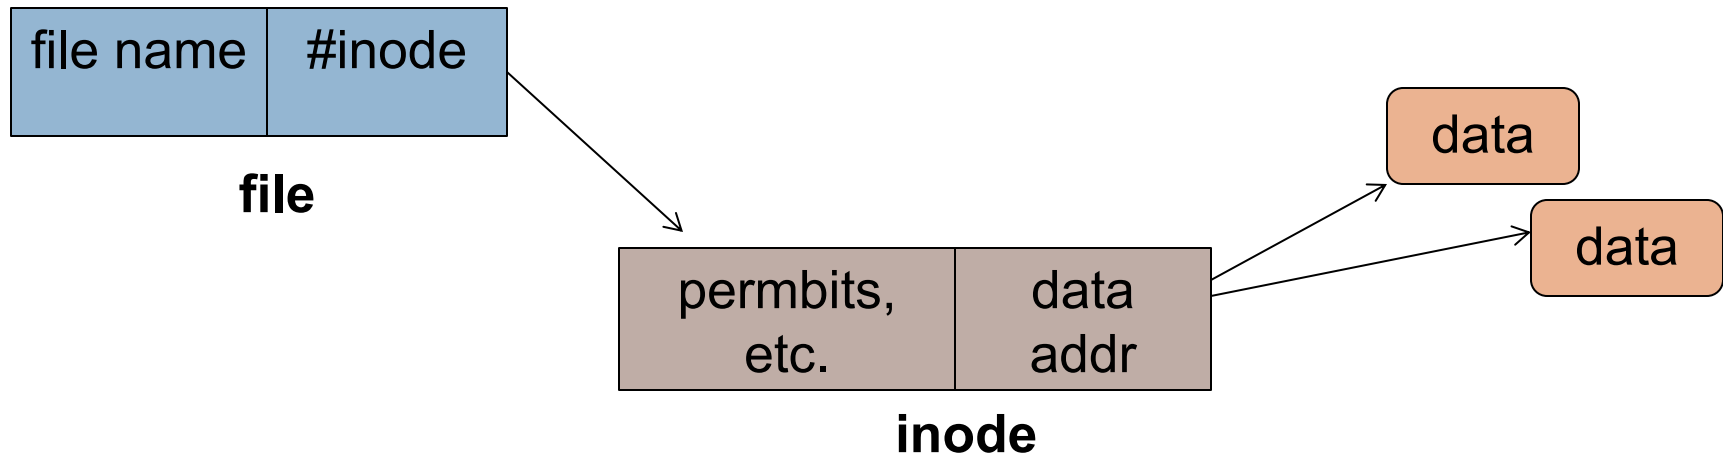 file name
#inode
file
data
data
permbits,
etc.
data
addr
inode